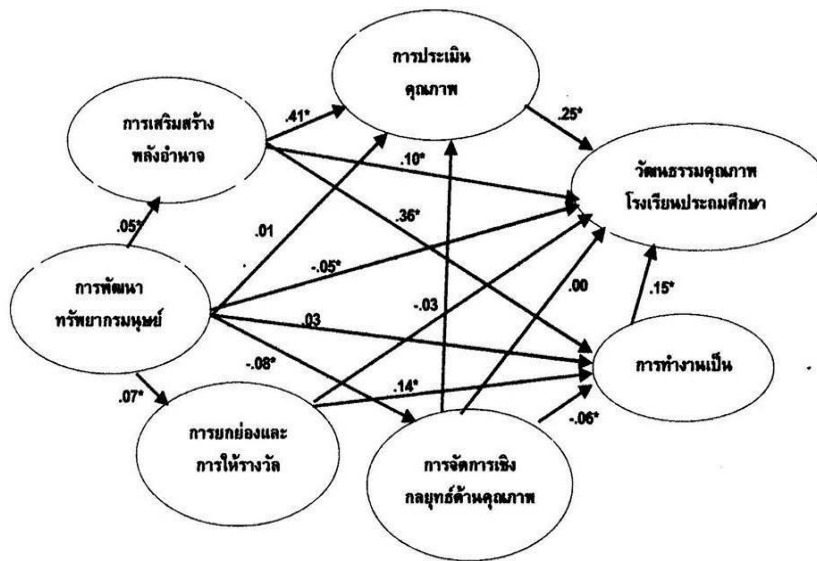 การประเมิน
คุณภาพ
การเสริมสร้าง
พลังอำนาจ
.41*
.25*
วัฒนธรรมคุณภาพ
โรงเรียนประถมศึกษา
.10*
.05*
.01
.36*
-.05*
.00
การพัฒนา
ทรัพยากรมนุษย์
-.03
.03
.15*
การทำงานเป็น
-.08*
.07*
.14*
-.06*
การยกย่องและ
การให้รางวัล
การจัดการเชิง
กลยุทธ์ด้านคุณภาพ